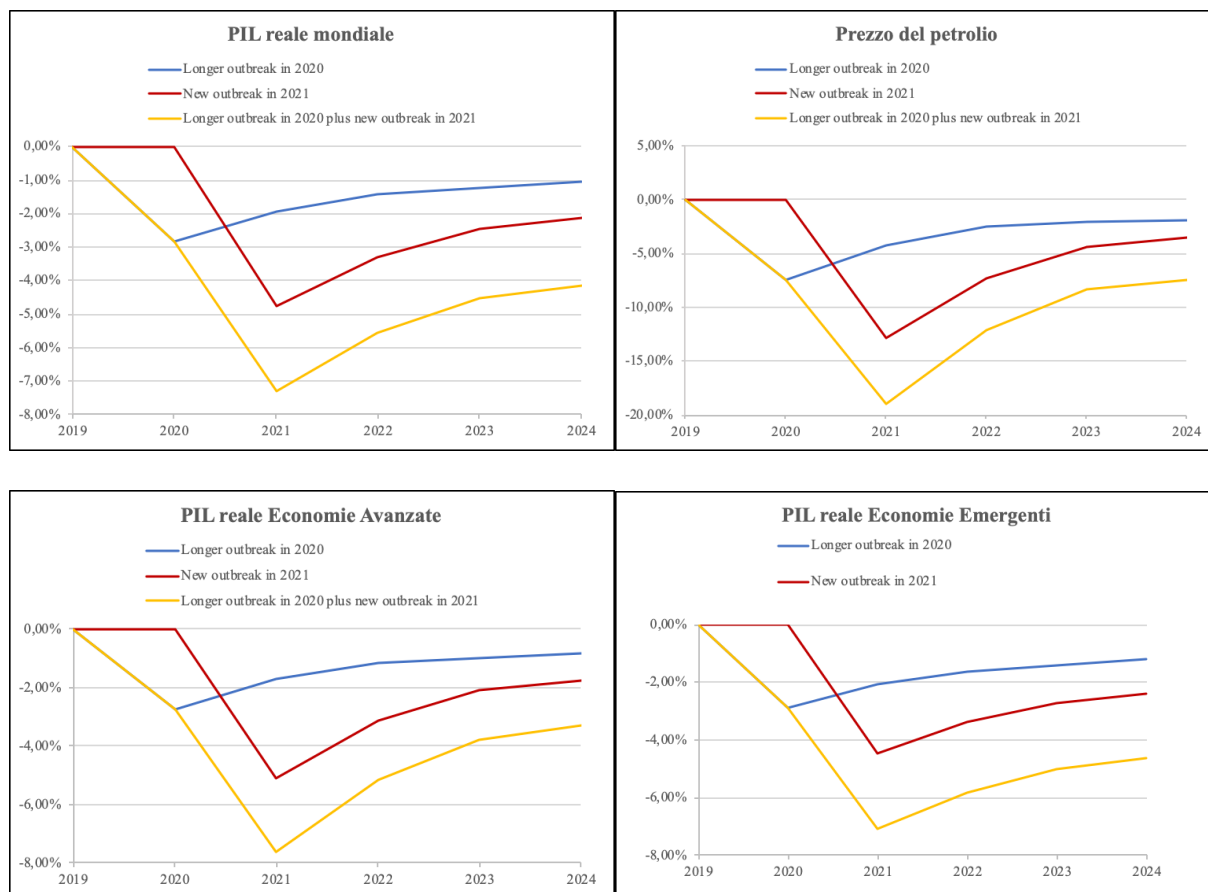 PIL reale mondiale
Longer outbreak in 2020
New outbreak in 2021
Longer outbreak in 2020 plus new outbreak in 2021
0,00%
-1,00%
-2,00%
-3,00%
-4,00%
-5,00%
-6,00%
-7,00%
-8,00%
2019 2020 2021 2022 2023 2024
Prezzo del petrolio
Longer outbreak in 2020
New outbreak in 2021
Longer outbreak in 2020 plus new outbreak in 2021
5,00%
0,00%
-5,00%
-10,00%
-15,00%
-20,00%
2019 2020 2021 2022 2023 2024
PIL reale Economie Avanzate
Longer outbreak in 2020
New outbreak in 2021
Longer outbreak in 2020 plus new outbreak in 2021
0,00%
-2,00%
-4,00%
-6,00%
-8,00%
2019 2020 2021 2022 2023 2024
PIL reale Economie Emergenti
Longer outbreak in 2020
New outbreak in 2021
0,00%
-2,00%
-4,00%
-6,00%
-8,00%
2019 2020 2021 2022 2023 2024